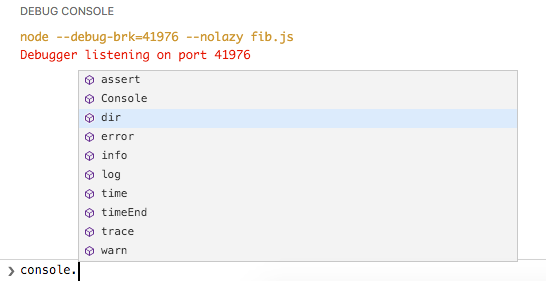 DEBUG CONSOLE
node --debug-brk=41976 --nolazy fib.js
Debugger listening on port 41976
assert
Console
dir
error
info
log
time
timeEnd
trace
warn
❯ console.